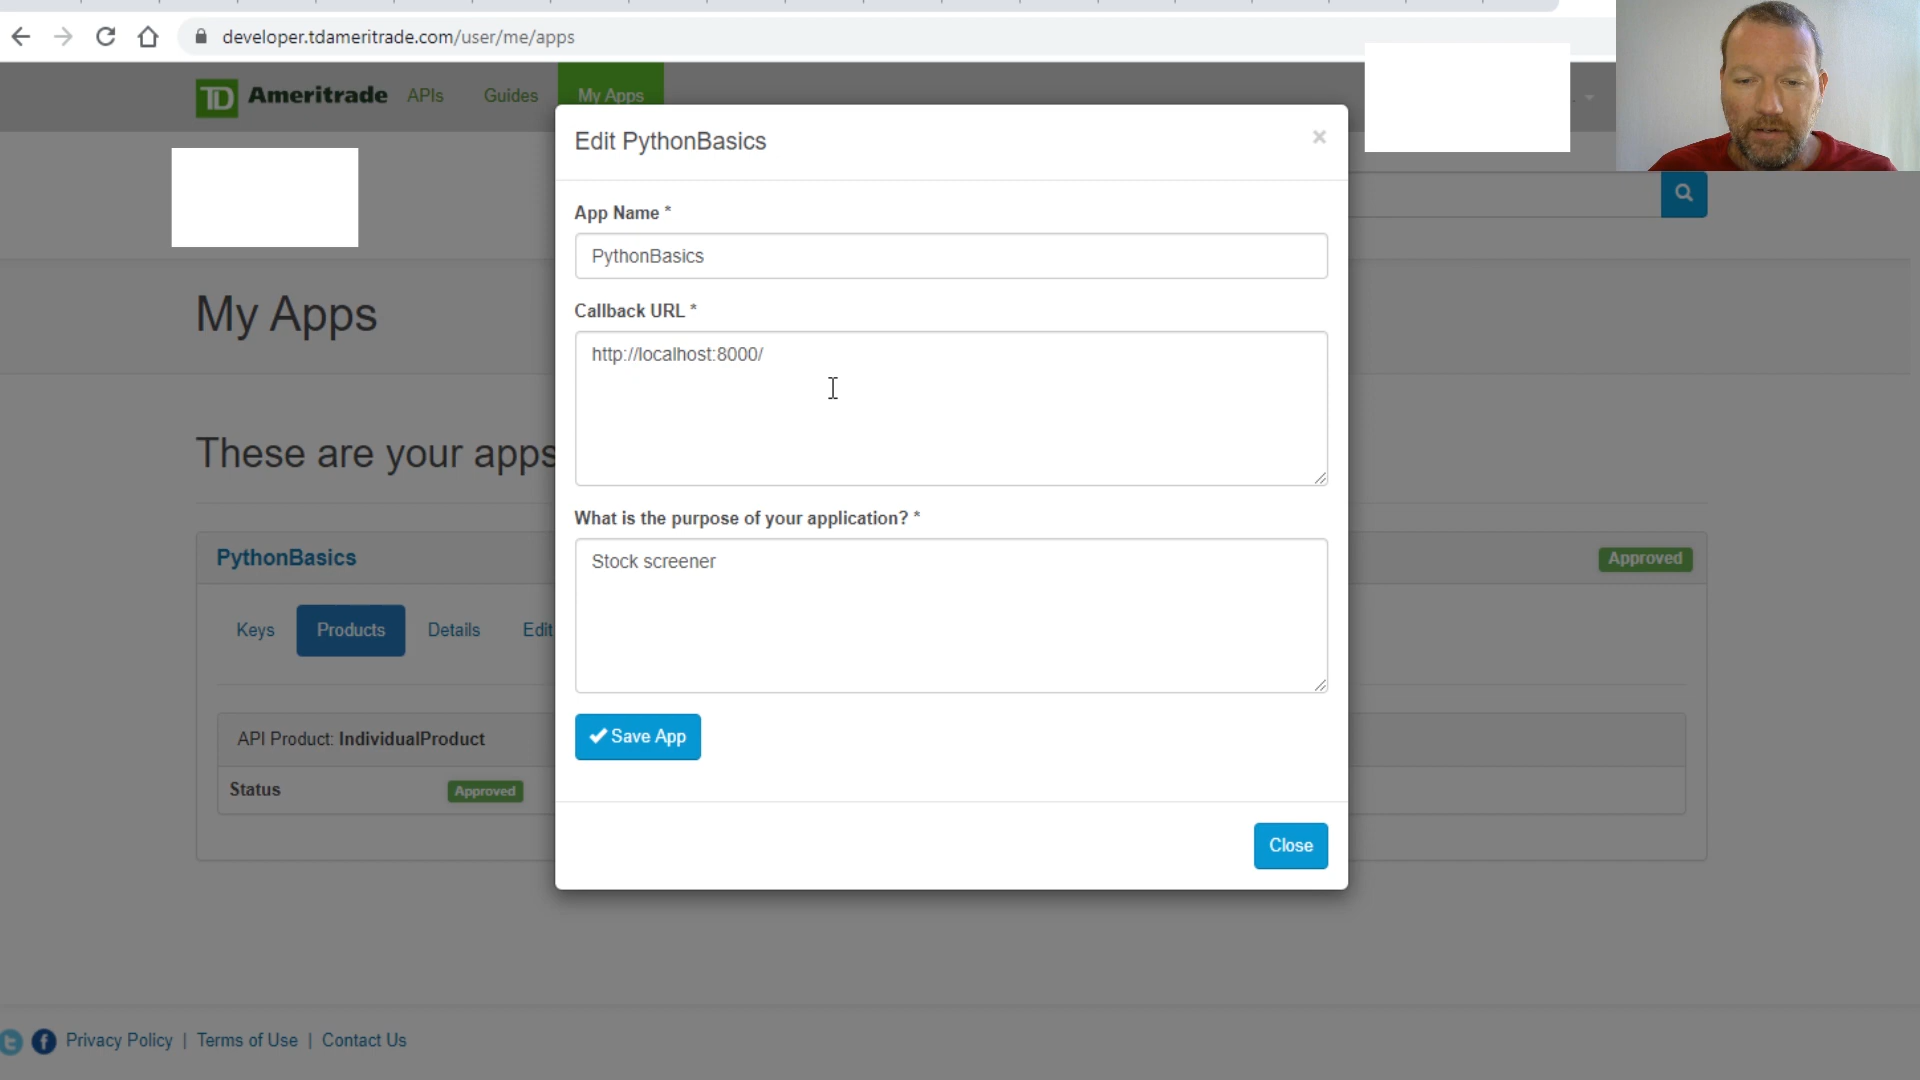 developer.tdameritrade.com/user/me/apps
TD Ameritrade APIs Guides My Apps
Edit PythonBasics ×
App Name *
PythonBasics
Callback URL *
http://localhost:8000/
My Apps
What is the purpose of your application? *
Stock screener
These are your apps
PythonBasics Approved
Keys Products Details Edit
Save App
API Product: IndividualProduct
Status Approved
Close
Privacy Policy | Terms of Use | Contact Us